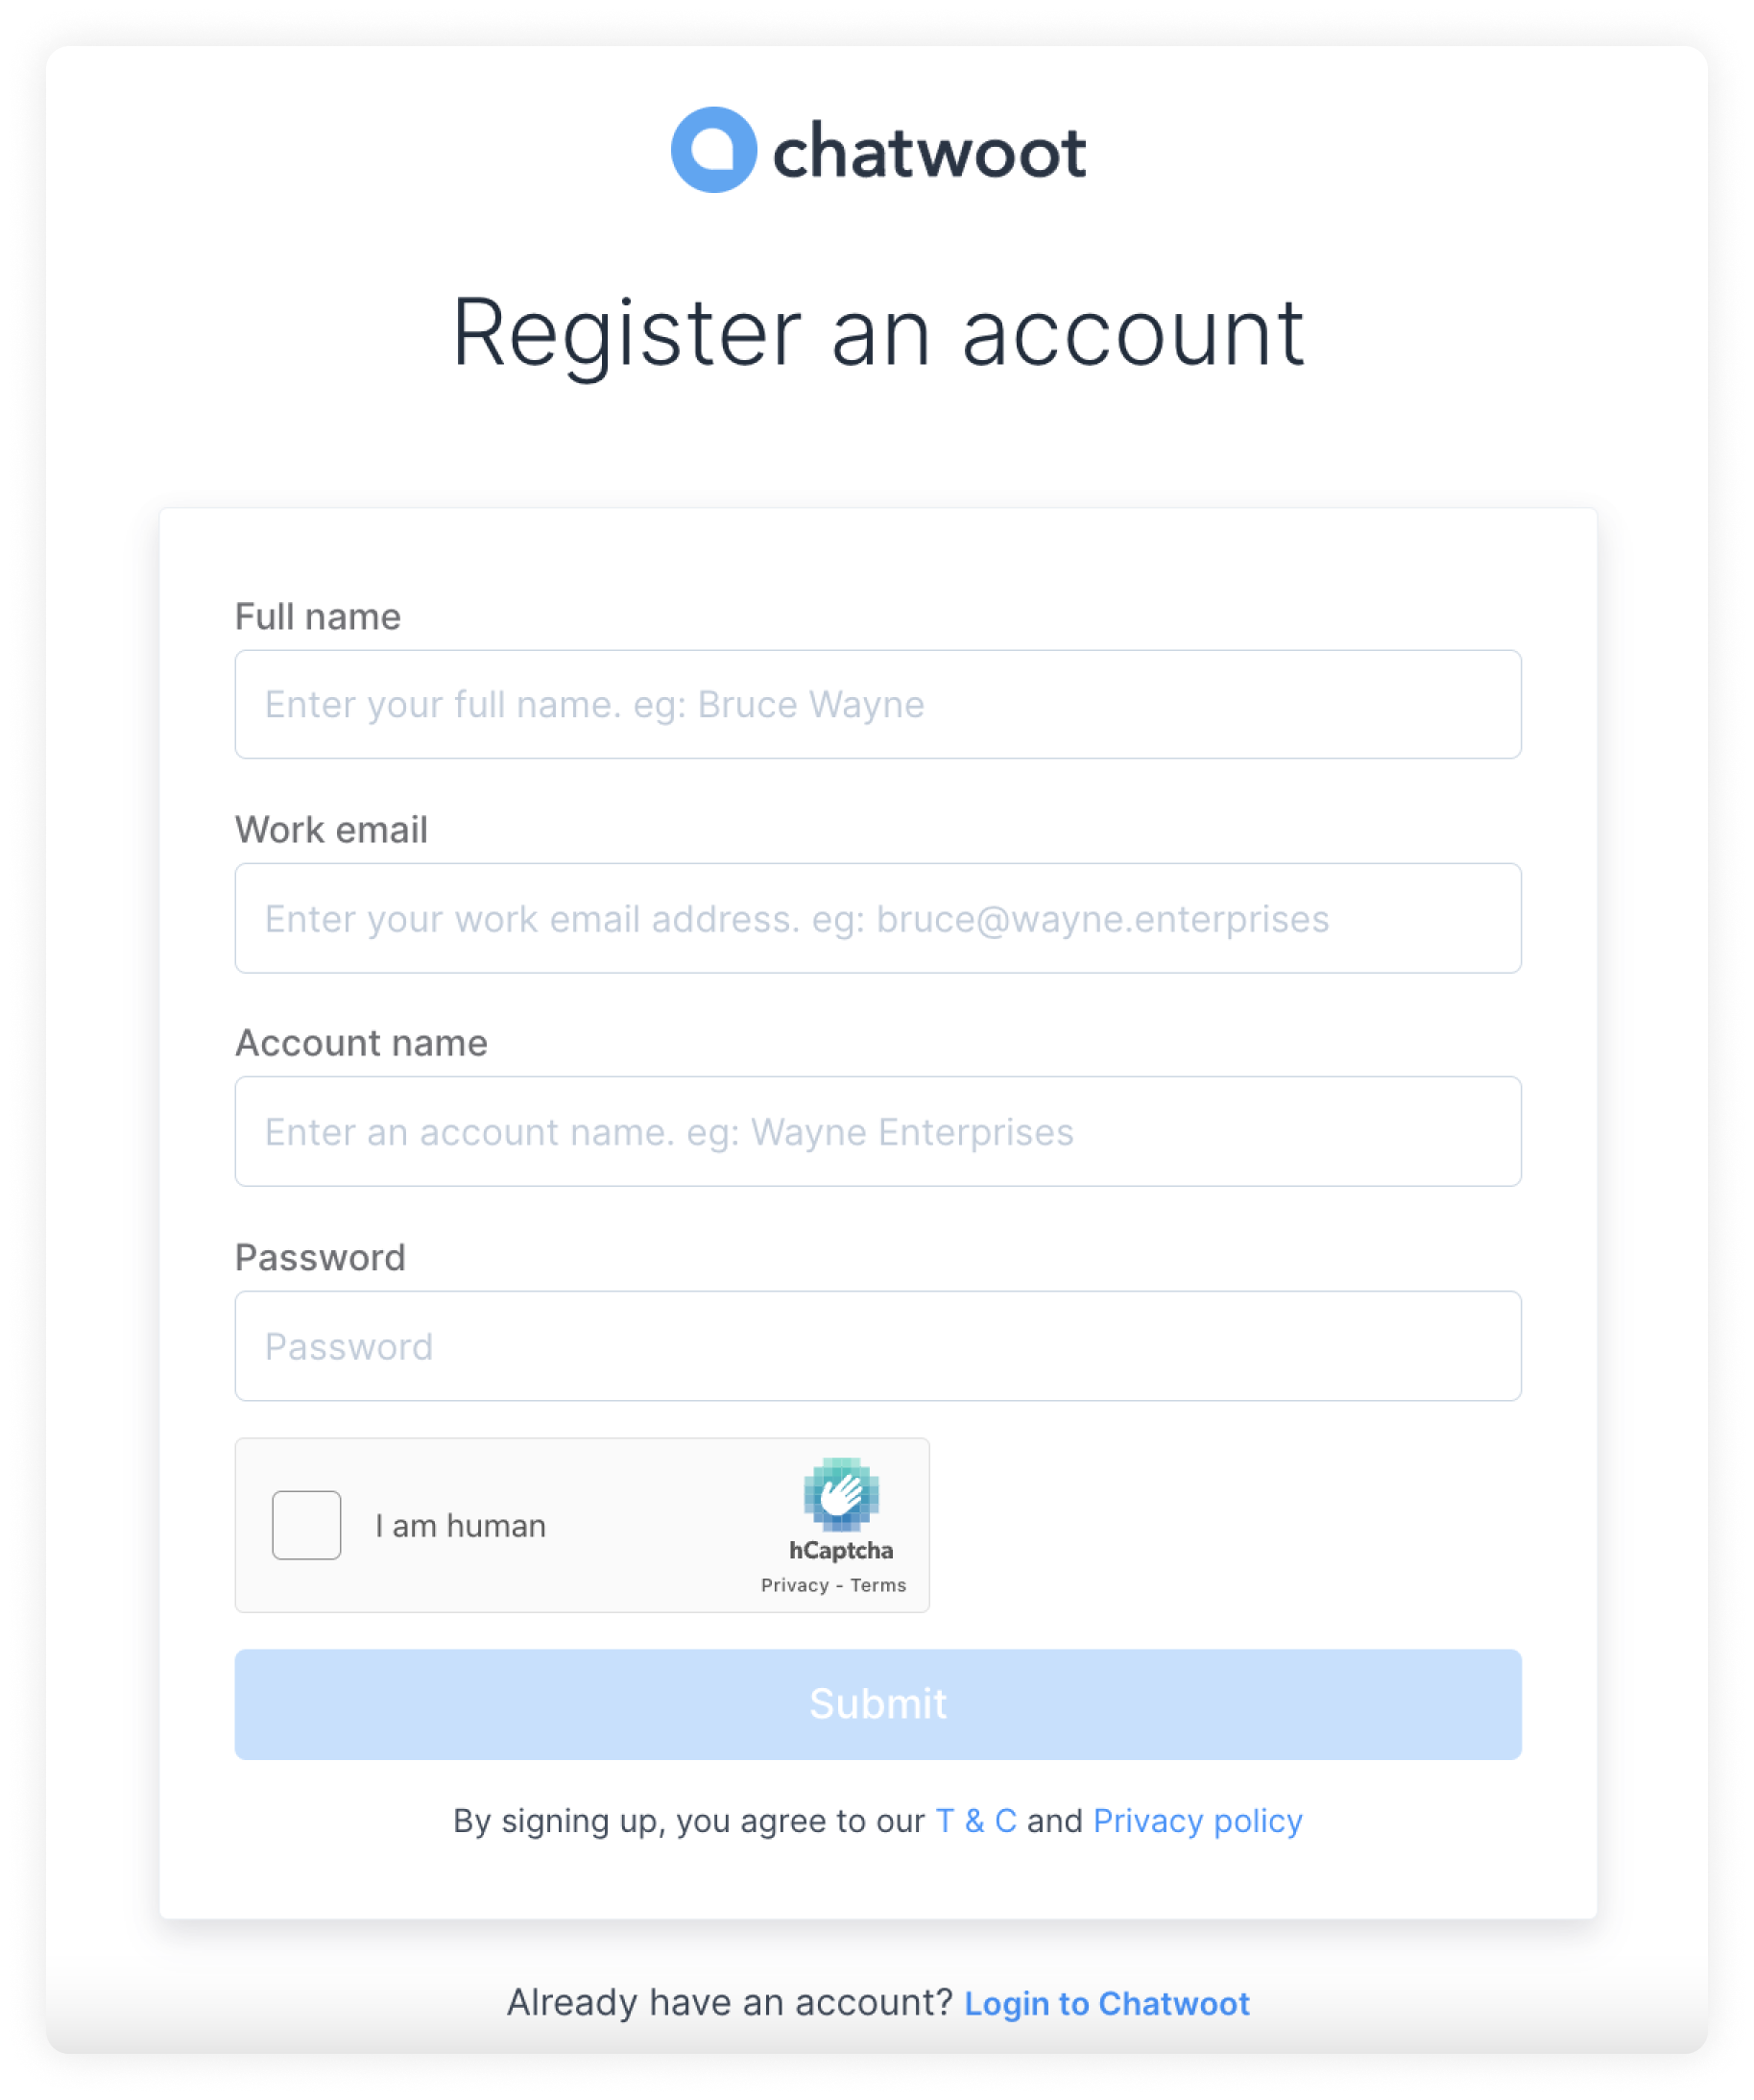 chatwoot
Register an account
Full name
Enter your full name. eg: Bruce Wayne
Work email
Enter your work email address. eg: bruce@wayne.enterprises
Account name
Enter an account name. eg: Wayne Enterprises
Password
Password
I am human
hCaptcha
Privacy - Terms
Submit
By signing up, you agree to our T & C and Privacy policy
Already have an account? Login to Chatwoot